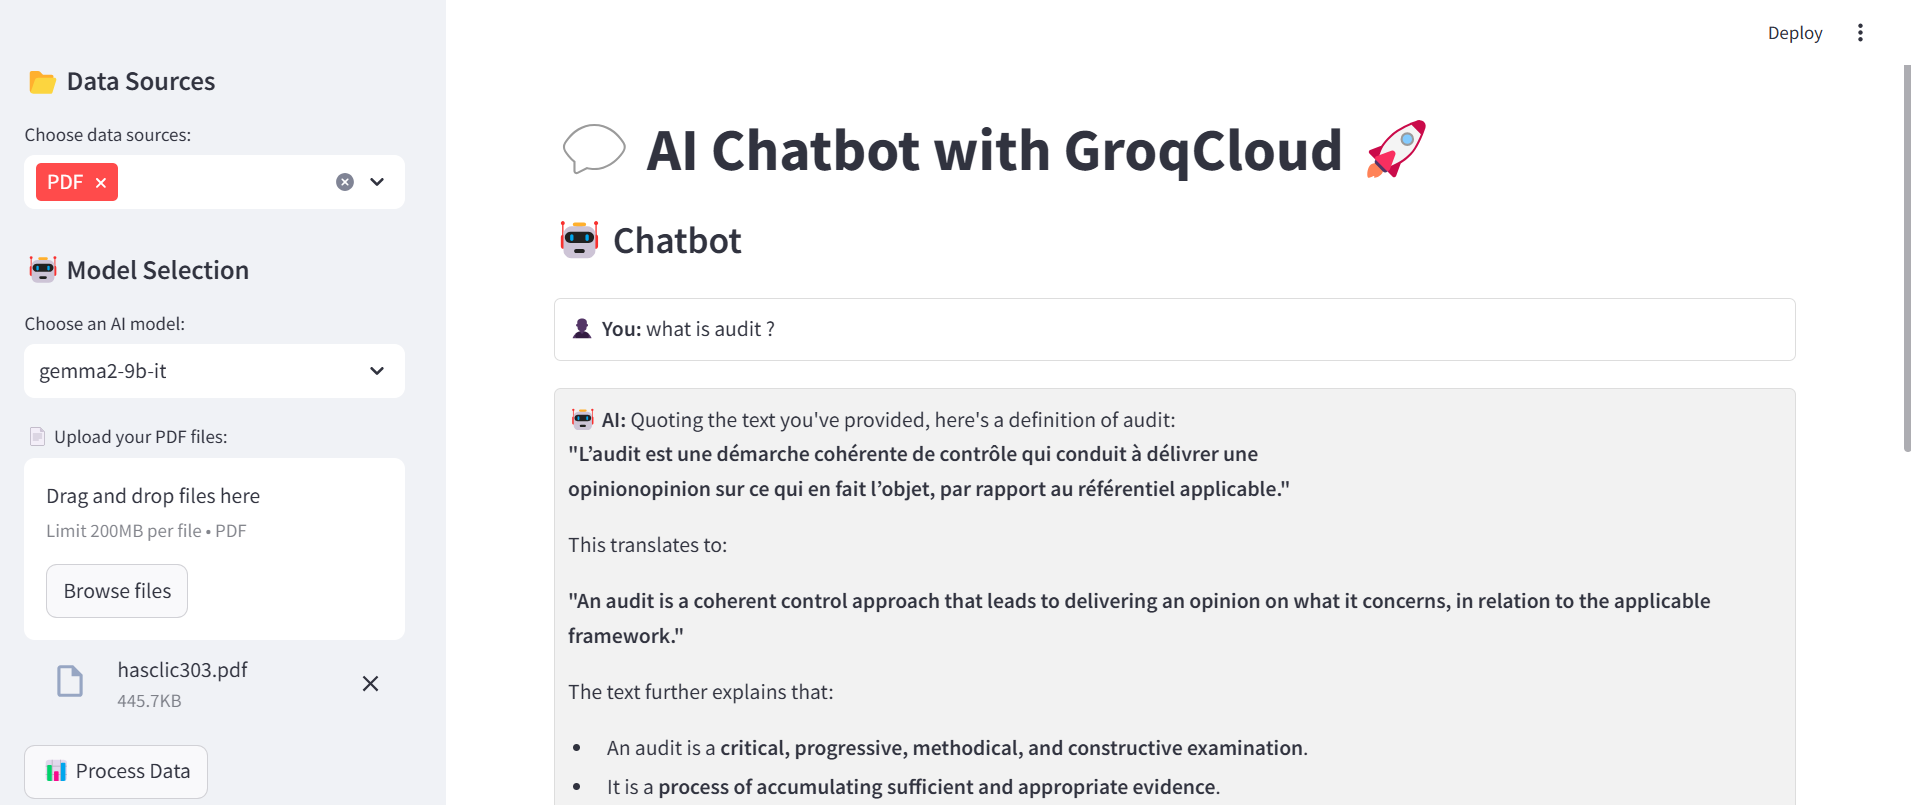 Deploy
Data Sources
Choose data sources:
PDF ×
Model Selection
Choose an AI model:
gemma2-9b-it
Upload your PDF files:
Drag and drop files here
Limit 200MB per file • PDF
Browse files
hasclic303.pdf
445.7KB
Process Data
AI Chatbot with GroqCloud
Chatbot
You: what is audit ?
AI: Quoting the text you've provided, here's a definition of audit:
"L’audit est une démarche cohérente de contrôle qui conduit à délivrer une
opinionopinion sur ce qui en fait l’objet, par rapport au référentiel applicable."
This translates to:
"An audit is a coherent control approach that leads to delivering an opinion on what it concerns, in relation to the applicable
framework."
The text further explains that:
• An audit is a critical, progressive, methodical, and constructive examination.
• It is a process of accumulating sufficient and appropriate evidence.